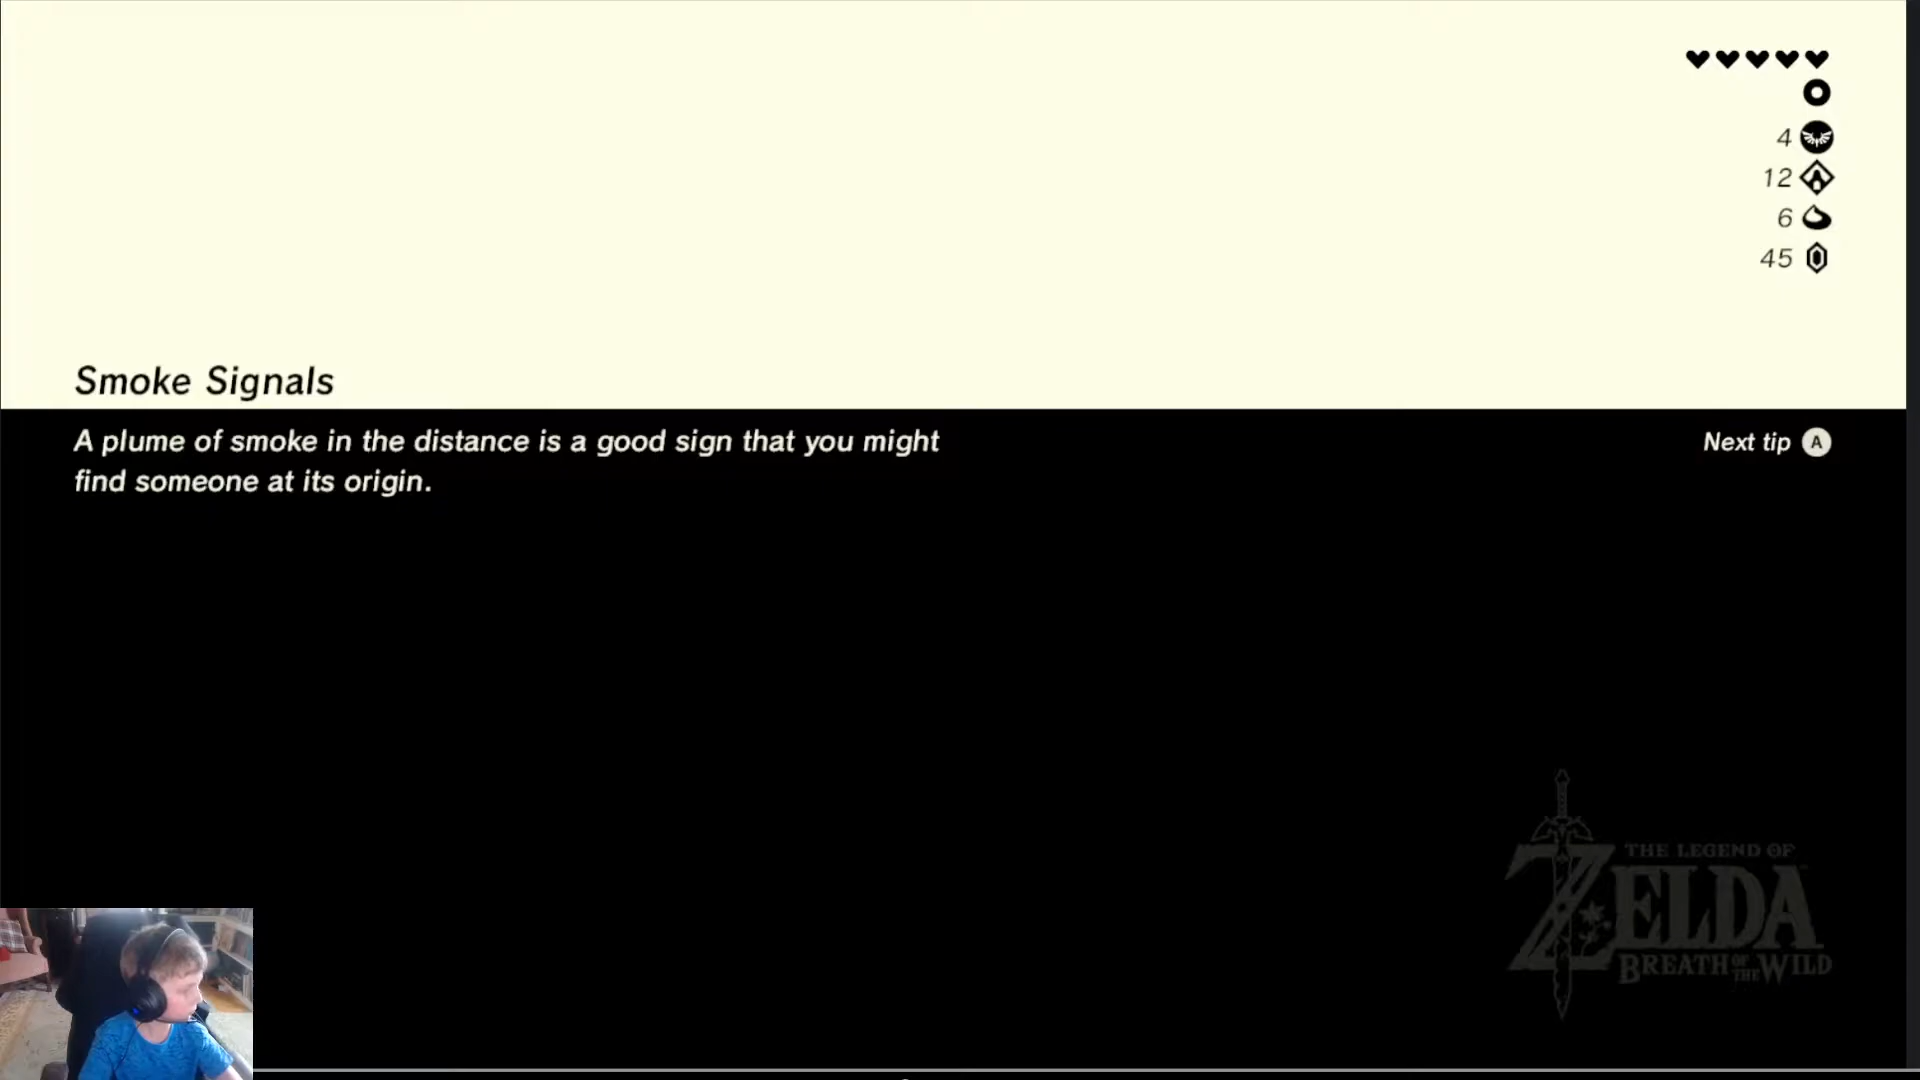 4
12
6
45
Smoke Signals
A plume of smoke in the distance is a good sign that you might
find someone at its origin.
Next tip A
THE LEGEND OF
ZELDA
BREATH OF THE WILD